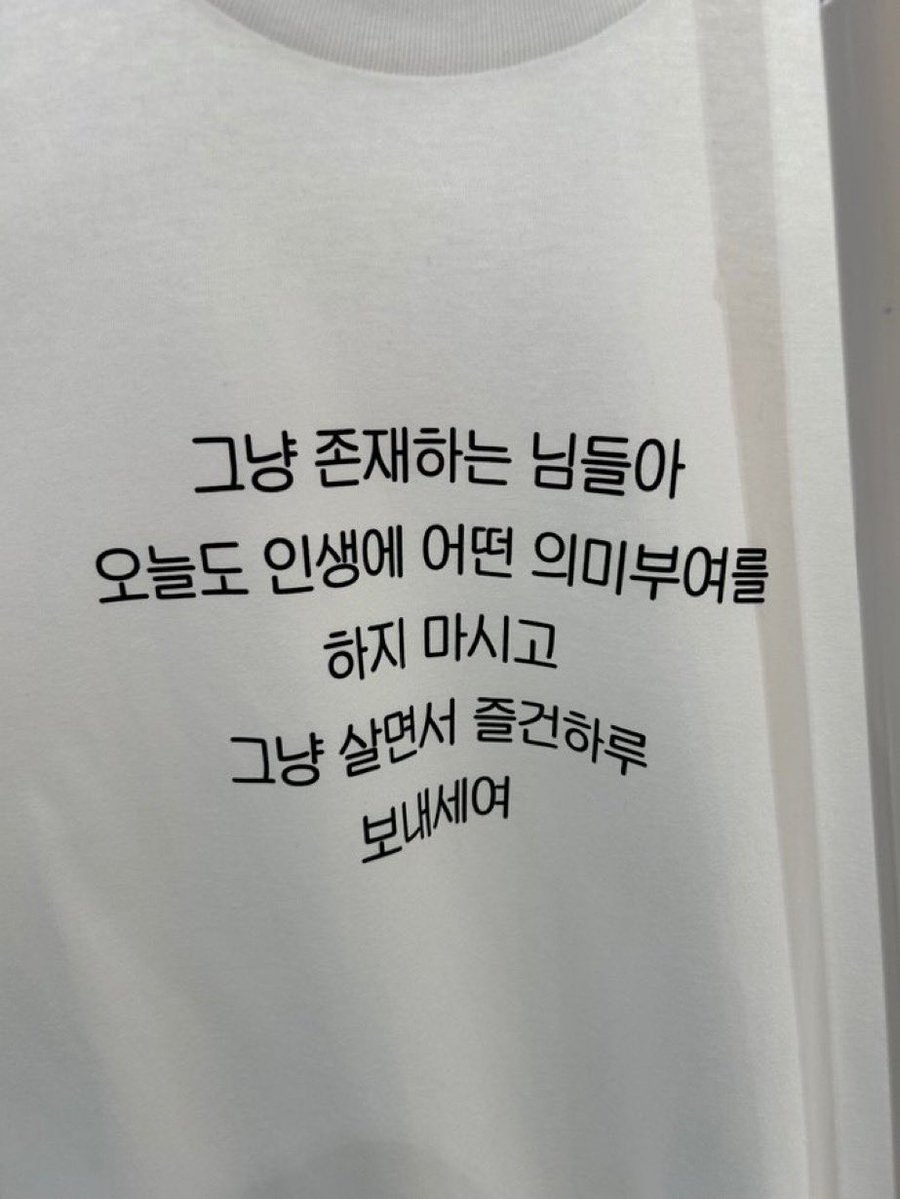 그냥 존재하는 님들아
오늘도 인생에 어떤 의미부여를
하지 마시고
그냥 살면서 즐건하루
보내세여